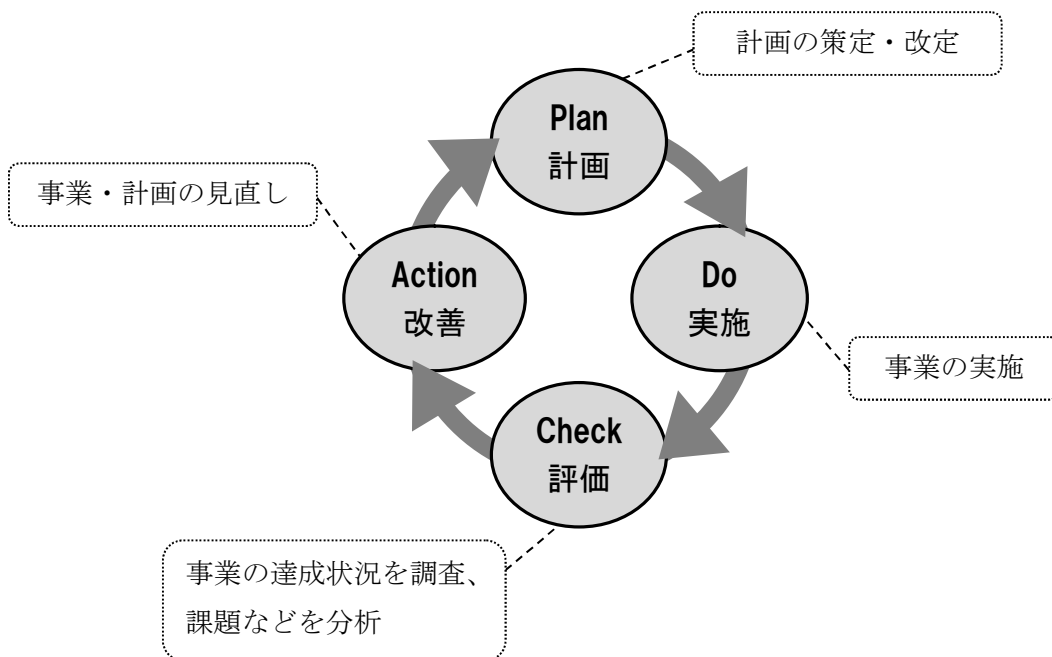 計画の策定・改定
Plan
計画
事業・計画の見直し
Action
改善
Do
実施
事業の実施
Check
評価
事業の達成状況を調査、
課題などを分析